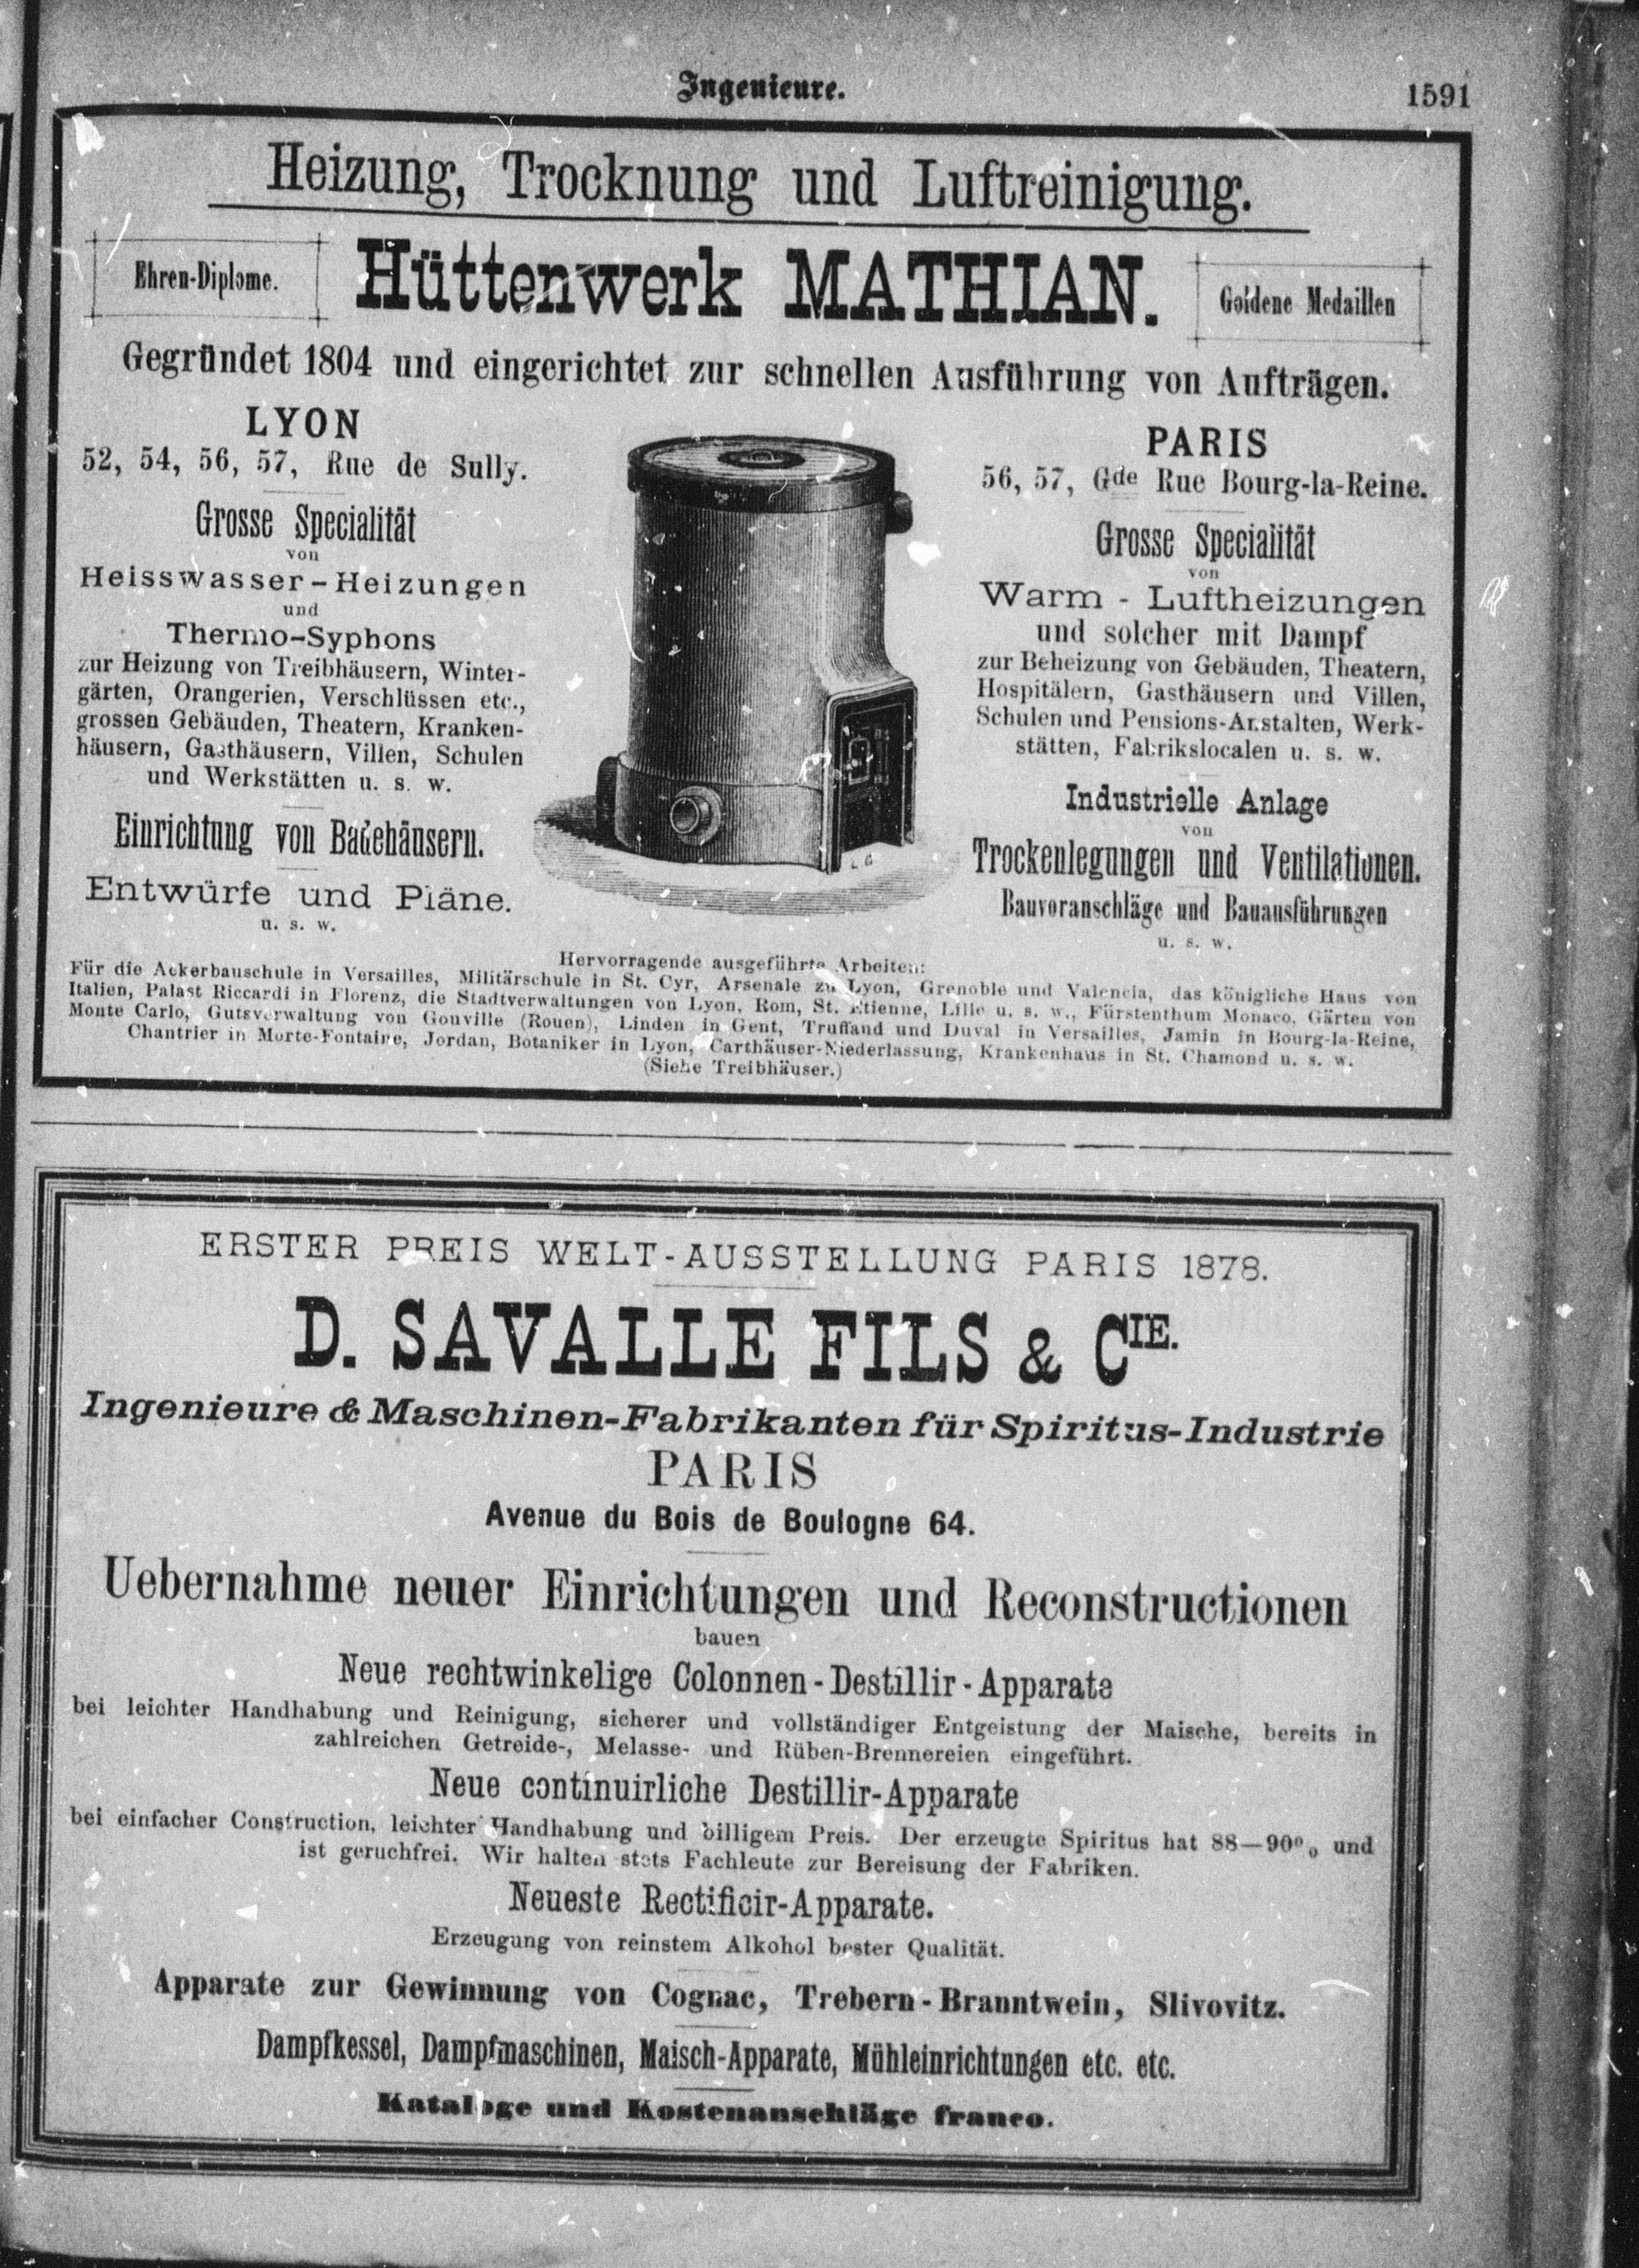 Ingenieure.
1591
Heizung, Trocknung und Luftreinigung.
Ehren-Diplome.
Hüttenwerk MATHIAN.
Goldene Medaillen
Gegründet 1804 und eingerichtet zur schnellen Ausführung von Aufträgen.
LYON
52, 54, 56, 57, Rue de Sully.
Grosse Specialität
von
Heisswasser-Heizungen
und
Thermo-Syphons
zur Heizung von Treibhäusern, Winter-
gärten, Orangerien, Verschlüssen etc.,
grossen Gebäuden, Theatern, Kranken-
häusern, Gasthäusern, Villen, Schulen
und Werkstätten u. s. w.
Einrichtung von Badehäusern.
Entwürfe und Pläne.
u. s. w.
PARIS
56, 57, Gde Rue Bourg-la-Reine.
Grosse Specialität
von
Warm-Luftheizungen
und solcher mit Dampf
zur Beheizung von Gebäuden, Theatern,
Hospitälern, Gasthäusern und Villen,
Schulen und Pensions-Anstalten, Werk-
stätten, Fabrikslocalen u. s. w.
Industrielle Anlage
von
Trockenlegungen und Ventilationen.
Bauvoranschläge und Bauausführungen
u. s. w.
Hervorragende ausgeführte Arbeiten:
Für die Ackerbauschule in Versailles, Militärschule in St. Cyr, Arsenale zu Lyon, Grenoble und Valencia, das königliche Haus von
Italien, Palast Riccardi in Florenz, die Stadtverwaltungen von Lyon, Rom, St. Etienne, Lille u. s. w., Fürstenthum Monaco, Gärten von
Monte Carlo, Gutsverwaltung von Gouville (Rouen), Linden in Gent, Truffaud und Duval in Versailles, Jamin in Bourg-la-Reine,
Chantrier in Morte-Fontaine, Jordan, Botaniker in Lyon, Carthäuser-Niederlassung, Krankenhaus in St. Chamond u. s. w.
(Siehe Treibhäuser.)
ERSTER PREIS WELT-AUSSTELLUNG PARIS 1878.
D. SAVALLE FILS & CIE.
Ingenieure & Maschinen-Fabrikanten für Spiritus-Industrie
PARIS
Avenue du Bois de Boulogne 64.
Uebernahme neuer Einrichtungen und Reconstructionen
bauen
Neue rechtwinkelige Colonnen-Destillir-Apparate
bei leichter Handhabung und Reinigung, sicherer und vollständiger Entgeistung der Maische, bereits in
zahlreichen Getreide-, Melasse- und Rüben-Brennereien eingeführt.
Neue continuirliche Destillir-Apparate
bei einfacher Construction, leichter Handhabung und billigem Preis. Der erzeugte Spiritus hat 88—90% und
ist geruchfrei. Wir halten stets Fachleute zur Bereisung der Fabriken.
Neueste Rectificir-Apparate.
Erzeugung von reinstem Alkohol bester Qualität.
Apparate zur Gewinnung von Cognac, Trebern-Branntwein, Slivovitz.
Dampfkessel, Dampfmaschinen, Maisch-Apparate, Mühleinrichtungen etc. etc.
Kataloge und Kostenanschläge franco.